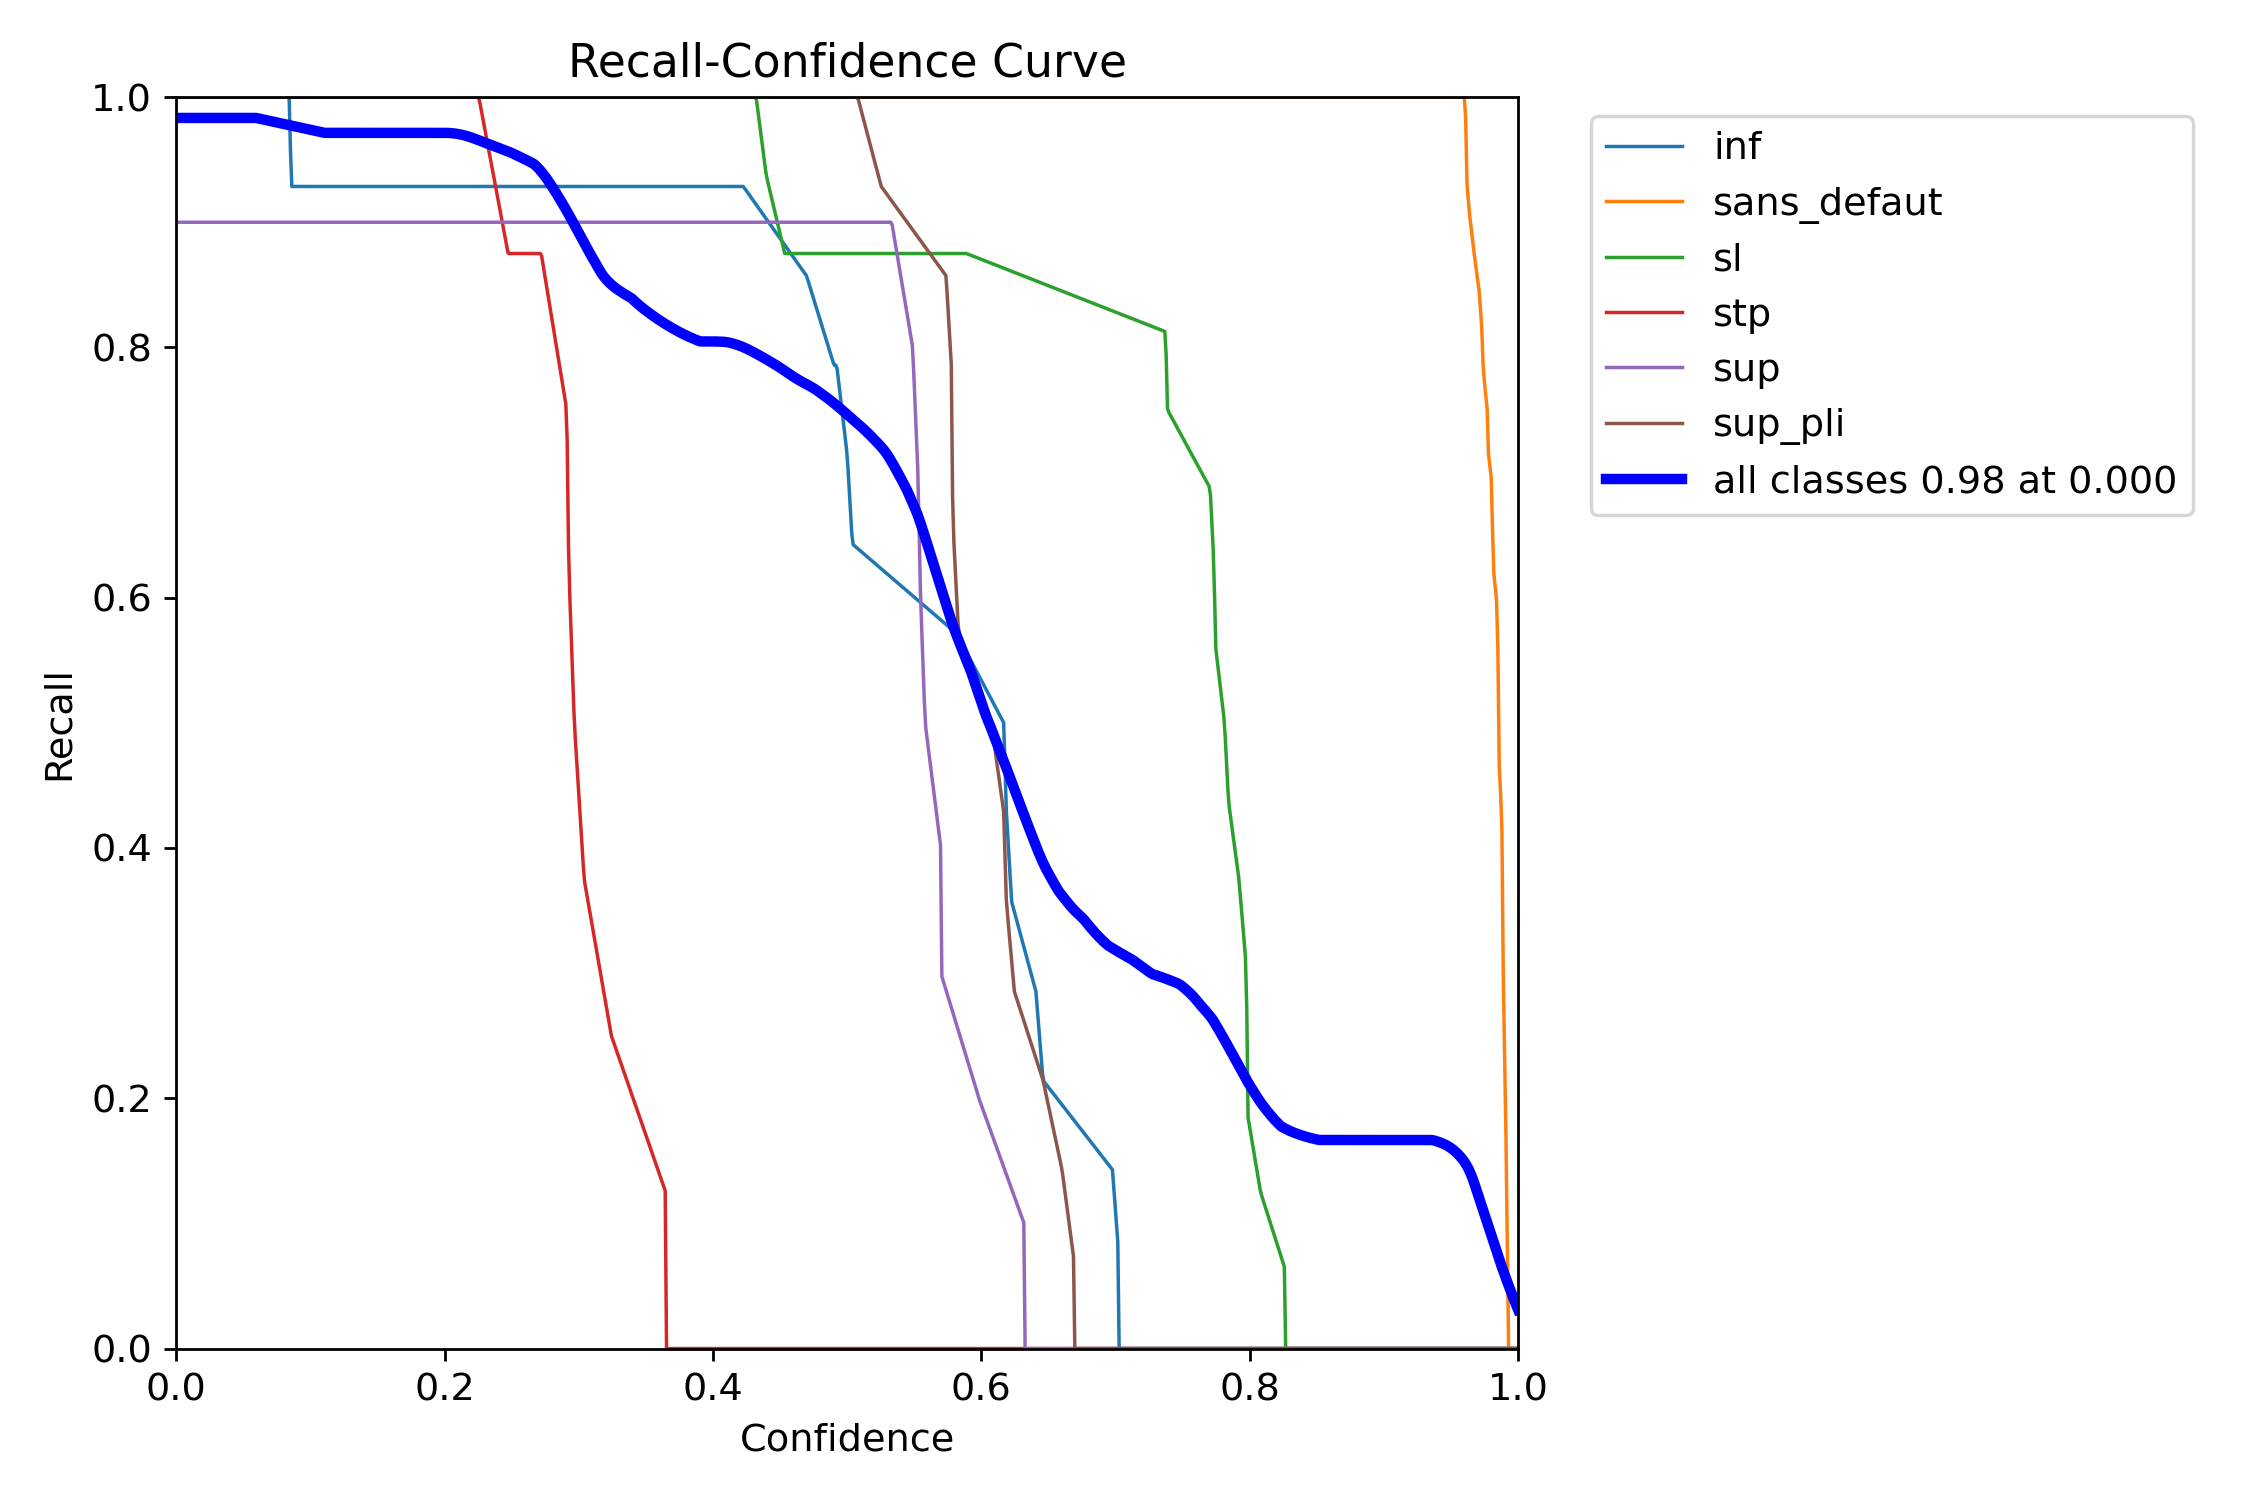 Recall-Confidence Curve
1.0
0.8
0.6
0.4
0.2
0.0
Recall
0.0 0.2 0.4 0.6 0.8 1.0
Confidence
inf
sans_defaut
sl
stp
sup
sup_pli
all classes 0.98 at 0.000